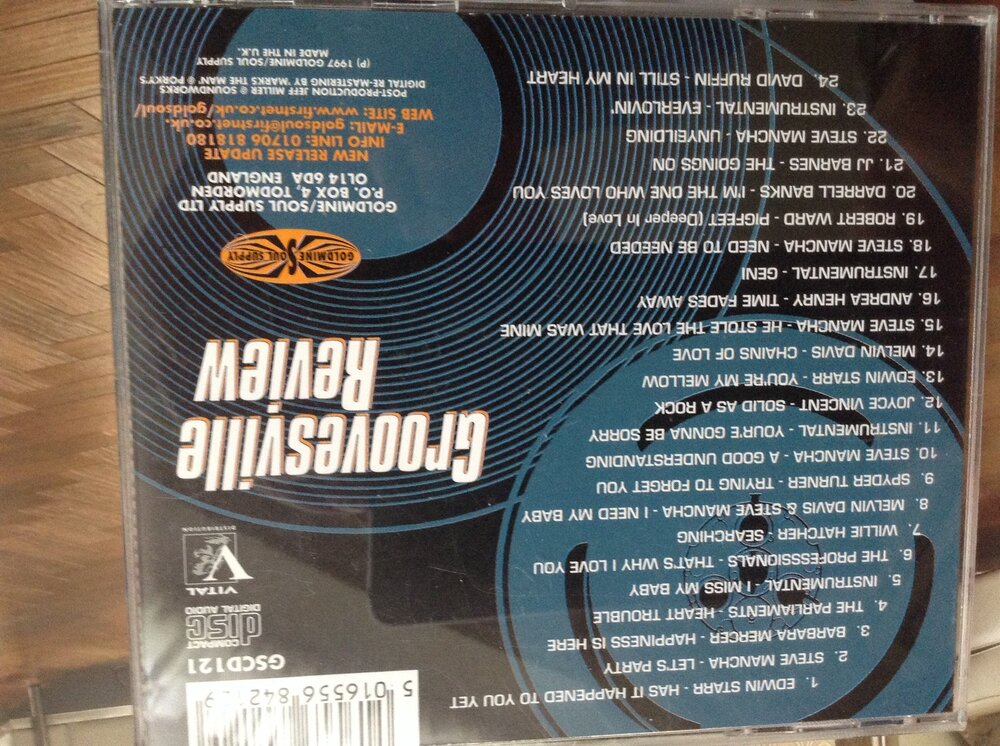 1. EDWIN STARR - HAS IT HAPPENED TO YOU YET
2. STEVE MANCHA - LET'S PARTY
3. BARBARA MERCER - HAPPINESS IS HERE
4. THE PARLIAMENTS - HEART TROUBLE
5. INSTRUMENTAL - I MISS MY BABY
6. THE PROFESSSIONALS - THAT'S WHY I LOVE YOU
7. WILLIE HATCHER - SEARCHING
8. MELVIN DAVIS & STEVE MANCHA - I NEED MY BABY
9. SPYDER TURNER - TRYING TO FORGET YOU
10. STEVE MANCHA - A GOOD UNDERSTANDING
11. INSTRUMENTAL - YOUR'E GONNA BE SORRY
12. JOYCE VINCENT - SOLID AS A ROCK
13. EDWIN STARR - YOU'RE MY MELLOW
14. MELVIN DAVIS - CHAINS OF LOVE
15. STEVE MANCHA - HE STOLE THE LOVE THAT WAS MINE
16. ANDREA HENRY - TIME FADES AWAY
17. INSTRUMENTAL - GENI
18. STEVE MANCHA - NEED TO BE NEEDED
19. ROBERT WARD - PIGFEET (Deeper In Love)
20. DARRELL BANKS - I'M THE ONE WHO LOVES YOU
21. JJ BARNES - THE GOINGS ON
22. STEVE MANCHA - UNYEILDING
23. INSTRUMENTAL - EVERLOVIN'
24. DAVID RUFFIN - STILL IN MY HEART
5 016556 842129
GSCD121
COMPACT
disc
DIGITAL AUDIO
VITAL
V
DISTRIBUTION
Groovesville
Review
GOLDMINE SOUL SUPPLY
GOLDMINE/SOUL SUPPLY LTD
P.O. BOX 4, TODMORDEN
OL14 6DA ENGLAND
NEW RELEASE UPDATE
INFO LINE: 01706 818180
E-MAIL: goldsoul@firstnet.co.uk.
WEB SITE: www.firstnet.co.uk/goldsoul/
POST-PRODUCTION JEFF MILLER @ SOUNDWORKS
DIGITAL RE-MASTERING BY 'MARKS THE MAN' @ PORKY'S
(P) 1997 GOLDMINE/SOUL SUPPLY
MADE IN THE U.K.